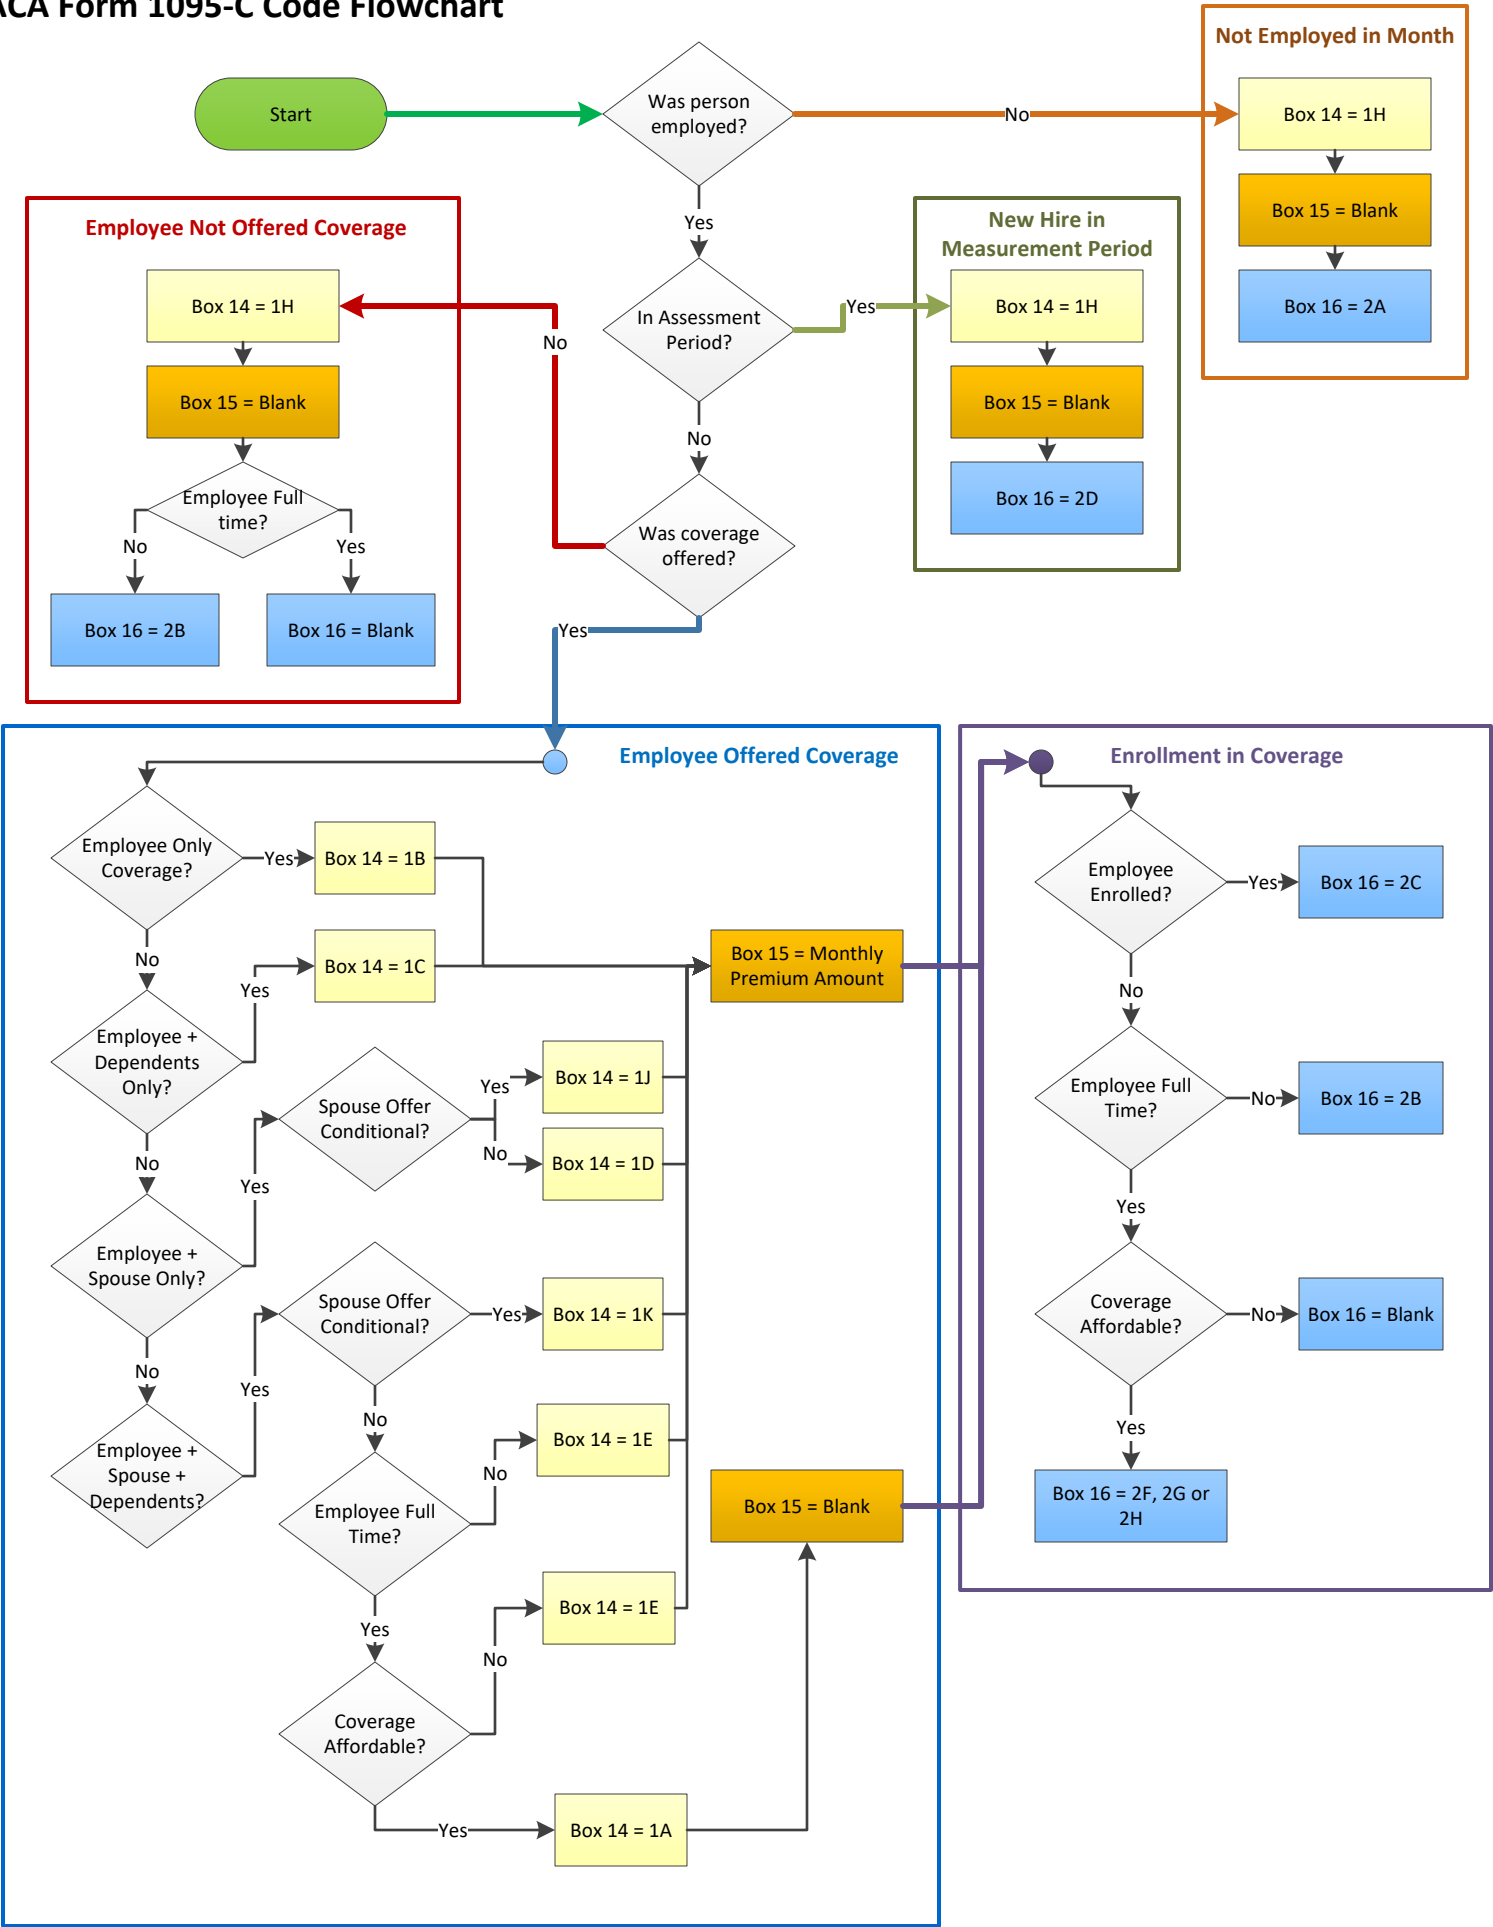 ACA Form 1095-C Code Flowchart
Start
Was person
employed?
No
Not Employed in Month
Box 14 = 1H
Box 15 = Blank
Box 16 = 2A
Yes
In Assessment
Period?
Yes
New Hire in
Measurement Period
Box 14 = 1H
Box 15 = Blank
Box 16 = 2D
No
Was coverage
offered?
No
Employee Not Offered Coverage
Box 14 = 1H
Box 15 = Blank
Employee Full
time?
No
Yes
Box 16 = 2B
Box 16 = Blank
Yes
Employee Offered Coverage
Employee Only
Coverage?
Yes
Box 14 = 1B
No
Employee +
Dependents
Only?
Yes
Box 14 = 1C
No
Employee +
Spouse Only?
Yes
Spouse Offer
Conditional?
Yes
Box 14 = 1J
No
Box 14 = 1D
No
Employee +
Spouse +
Dependents?
Yes
Spouse Offer
Conditional?
Yes
Box 14 = 1K
No
Employee Full
Time?
No
Box 14 = 1E
Yes
Coverage
Affordable?
No
Box 14 = 1E
Yes
Box 14 = 1A
Box 15 = Monthly
Premium Amount
Box 15 = Blank
Enrollment in Coverage
Employee
Enrolled?
Yes
Box 16 = 2C
No
Employee Full
Time?
No
Box 16 = 2B
Yes
Coverage
Affordable?
No
Box 16 = Blank
Yes
Box 16 = 2F, 2G or
2H